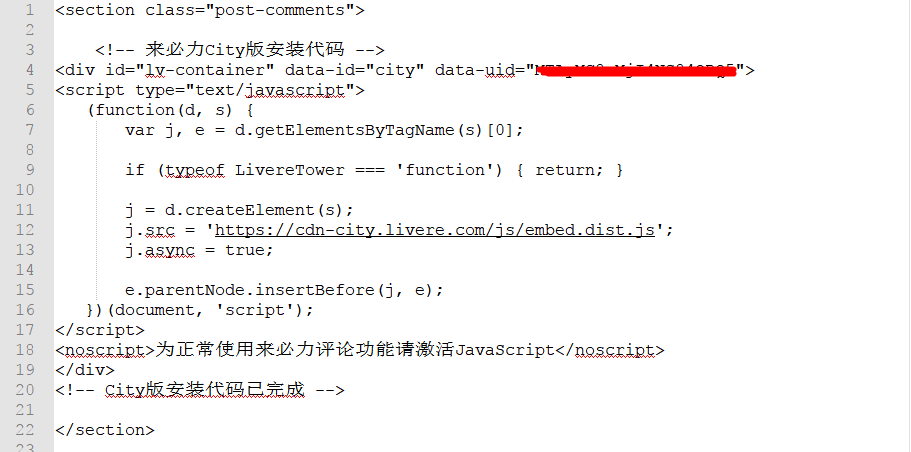 1 <section class="post-comments">
2
3 <!-- 来必力City版安装代码 -->
4 <div id="lv-container" data-id="city" data-uid="">
5 <script type="text/javascript">
6 (function(d, s) {
7 var j, e = d.getElementsByTagName(s)[0];
8
9 if (typeof LivereTower === 'function') { return; }
10
11 j = d.createElement(s);
12 j.src = 'https://cdn-city.livere.com/js/embed.dist.js';
13 j.async = true;
14
15 e.parentNode.insertBefore(j, e);
16 })(document, 'script');
17 </script>
18 <noscript>为正常使用来必力评论功能请激活JavaScript</noscript>
19 </div>
20 <!-- City版安装代码已完成 -->
21
22 </section>
23